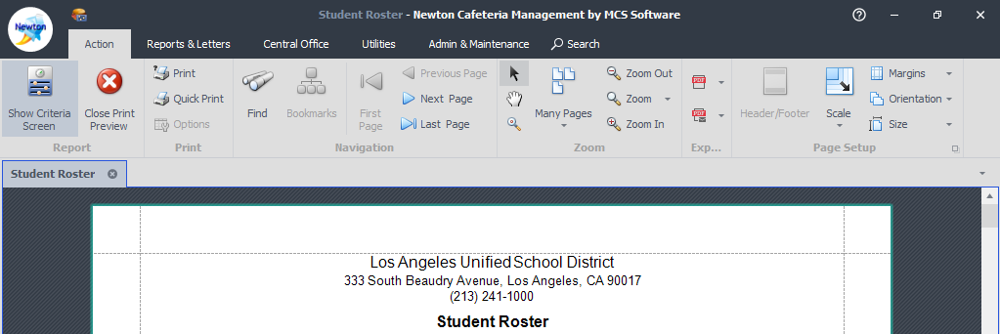 Student Roster - Newton Cafeteria Management by MCS Software
Newton
Action Reports & Letters Central Office Utilities Admin & Maintenance Search
Show Criteria Screen
Close Print Preview
Report
Print
Quick Print
Options
Print
Find
Bookmarks
First Page
Previous Page
Next Page
Last Page
Navigation
Many Pages
Zoom Out
Zoom
Zoom In
Zoom
PDF
PDF
Exp...
Header/Footer
Scale
Margins
Orientation
Size
Page Setup
Student Roster
Los Angeles Unified School District
333 South Beaudry Avenue, Los Angeles, CA 90017
(213) 241-1000
Student Roster